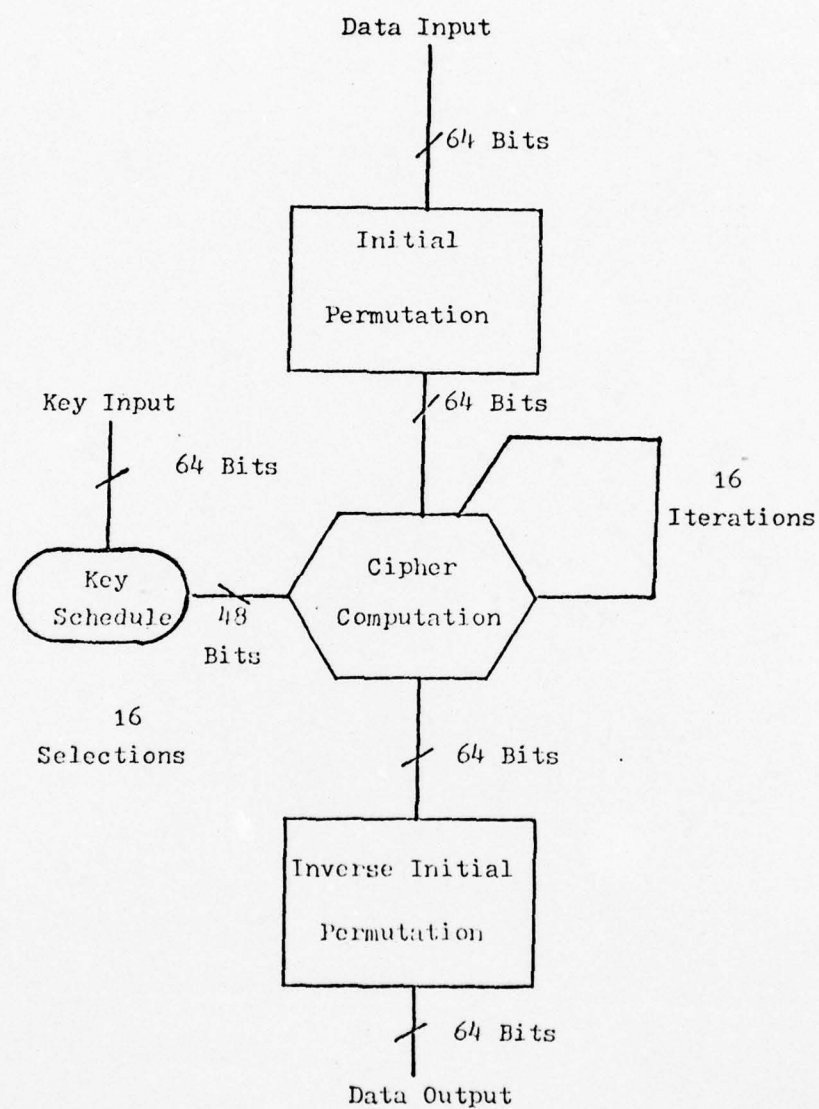 Data Input
64 Bits
Initial
Permutation
64 Bits
Key Input
64 Bits
16
Iterations
Key
Schedule
48
Bits
Cipher
Computation
16
Selections
64 Bits
Inverse Initial
Permutation
64 Bits
Data Output